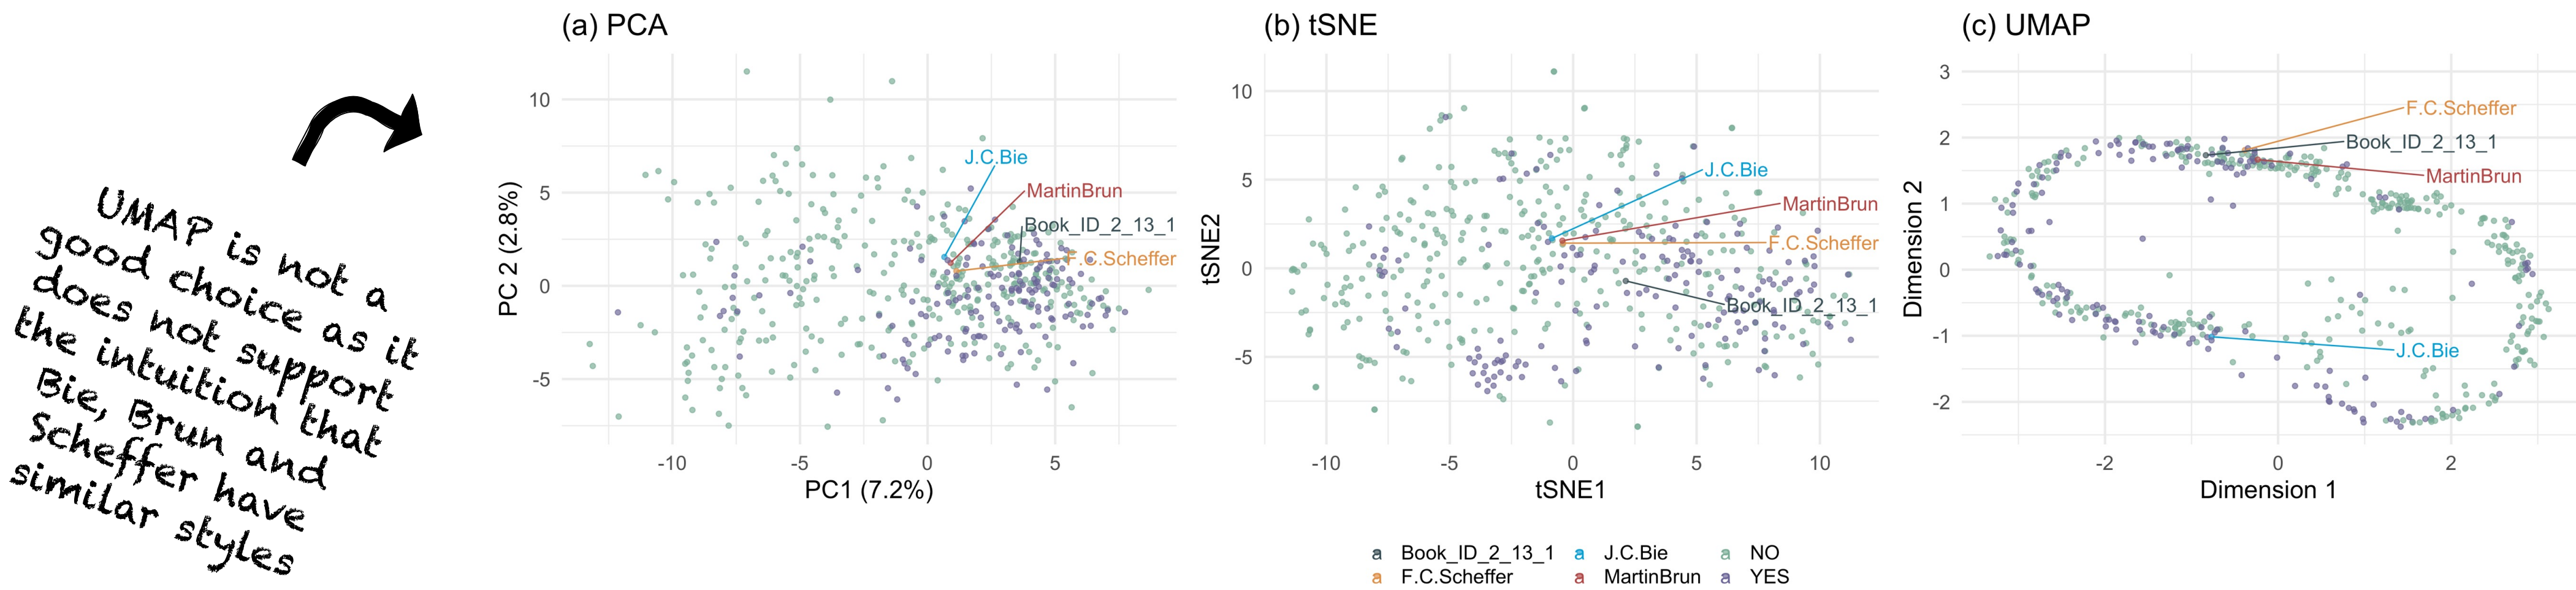 UMAP is not a
good choice as it
does not support
the intuition that
Bie, Brun and
Scheffer have
similar styles
(a) PCA
10
5
0
-5
PC 2 (2.8%)
J.C.Bie
MartinBrun
Book_ID_2_13_1
F.C.Scheffer
-10 -5 0 5
PC1 (7.2%)
(b) tSNE
10
5
0
-5
tSNE2
J.C.Bie
MartinBrun
F.C.Scheffer
Book_ID_2_13_1
-10 -5 0 5 10
tSNE1
(c) UMAP
3
2
1
0
-1
-2
Dimension 2
F.C.Scheffer
Book_ID_2_13_1
MartinBrun
J.C.Bie
-2 0 2
Dimension 1
a Book_ID_2_13_1 a J.C.Bie a NO
a F.C.Scheffer a MartinBrun a YES